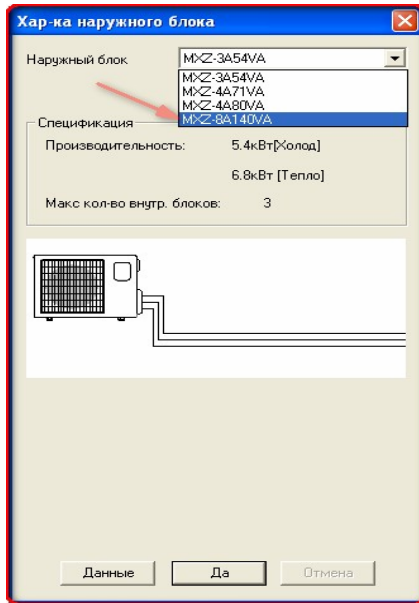 Хар-ка наружного блока
Наружный блок MXZ-3A54VA
MXZ-3A54VA
MXZ-4A71VA
MXZ-4A80VA
MXZ-8A140VA
Спецификация
Производительность: 5.4кВт[Холод]
6.8кВт [Тепло]
Макс кол-во внутр. блоков: 3
Данные Да Отмена